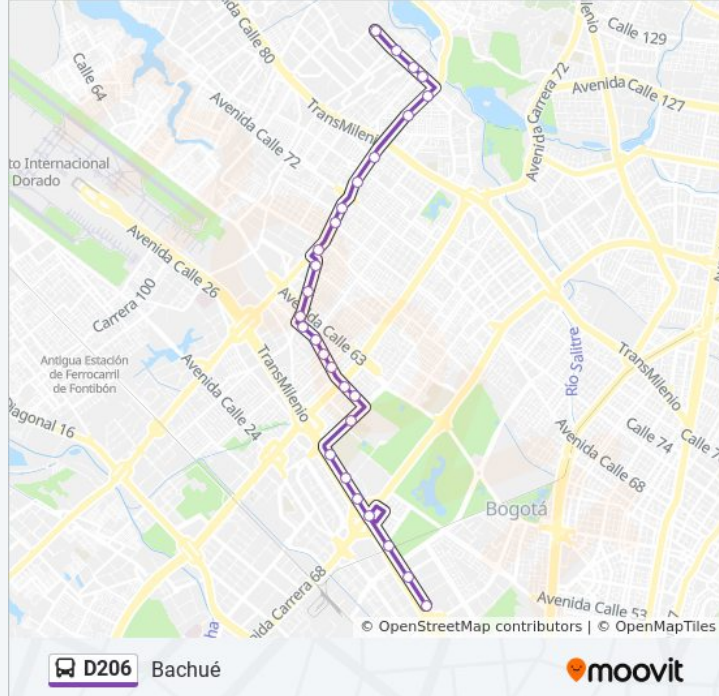 Calle 129
Avenida Calle 80
Calle 64
Avenida Carrera 72
Avenida Calle 127
TransMilenio
Avenida Calle 72
to Internacional
Dorado
Avenida Calle 26
Carrera 100
Avenida Calle 63
Antigua Estación
de Ferrocarril
de Fontibón
TransMilenio
Río Salitre
TransMilenio
Avenida Calle 24
Diagonal 16
Calle 74
Avenida Calle 68
Bogotá
Avenida Carrera 68
Avenida Calle 53
© OpenStreetMap contributors | © OpenMapTiles
D206 Bachué
moovit